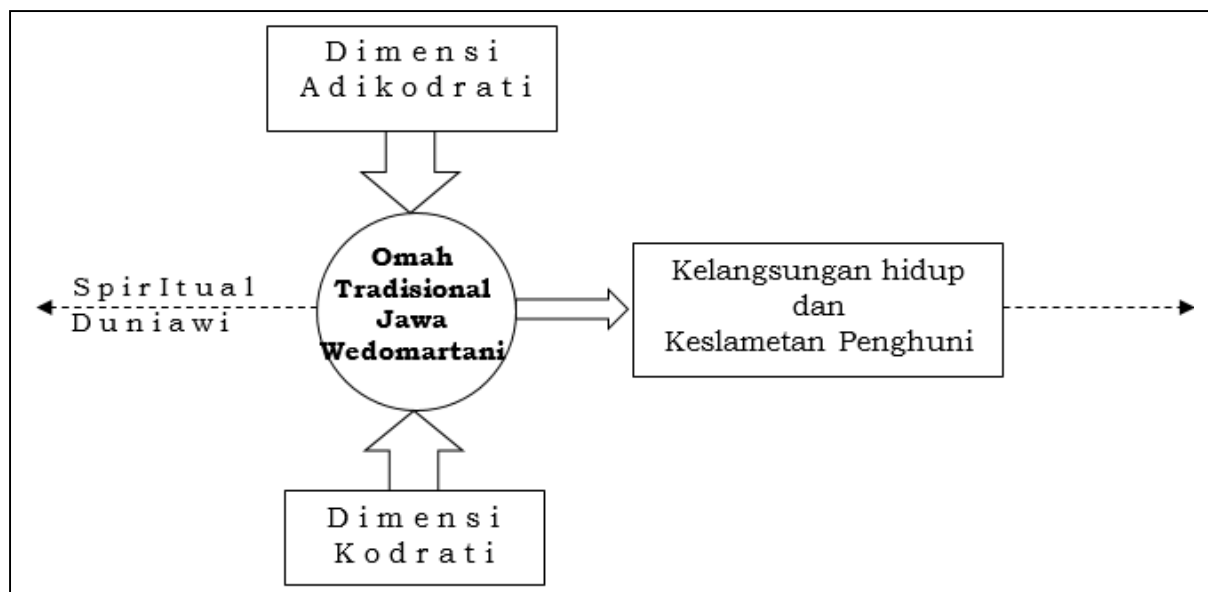 Dimensi
Adikodrati
Omah
Tradisional
Jawa
Wedomartani
SpirItual
Duniawi
Kelangsungan hidup
dan
Keslametan Penghuni
Dimensi
Kodrati